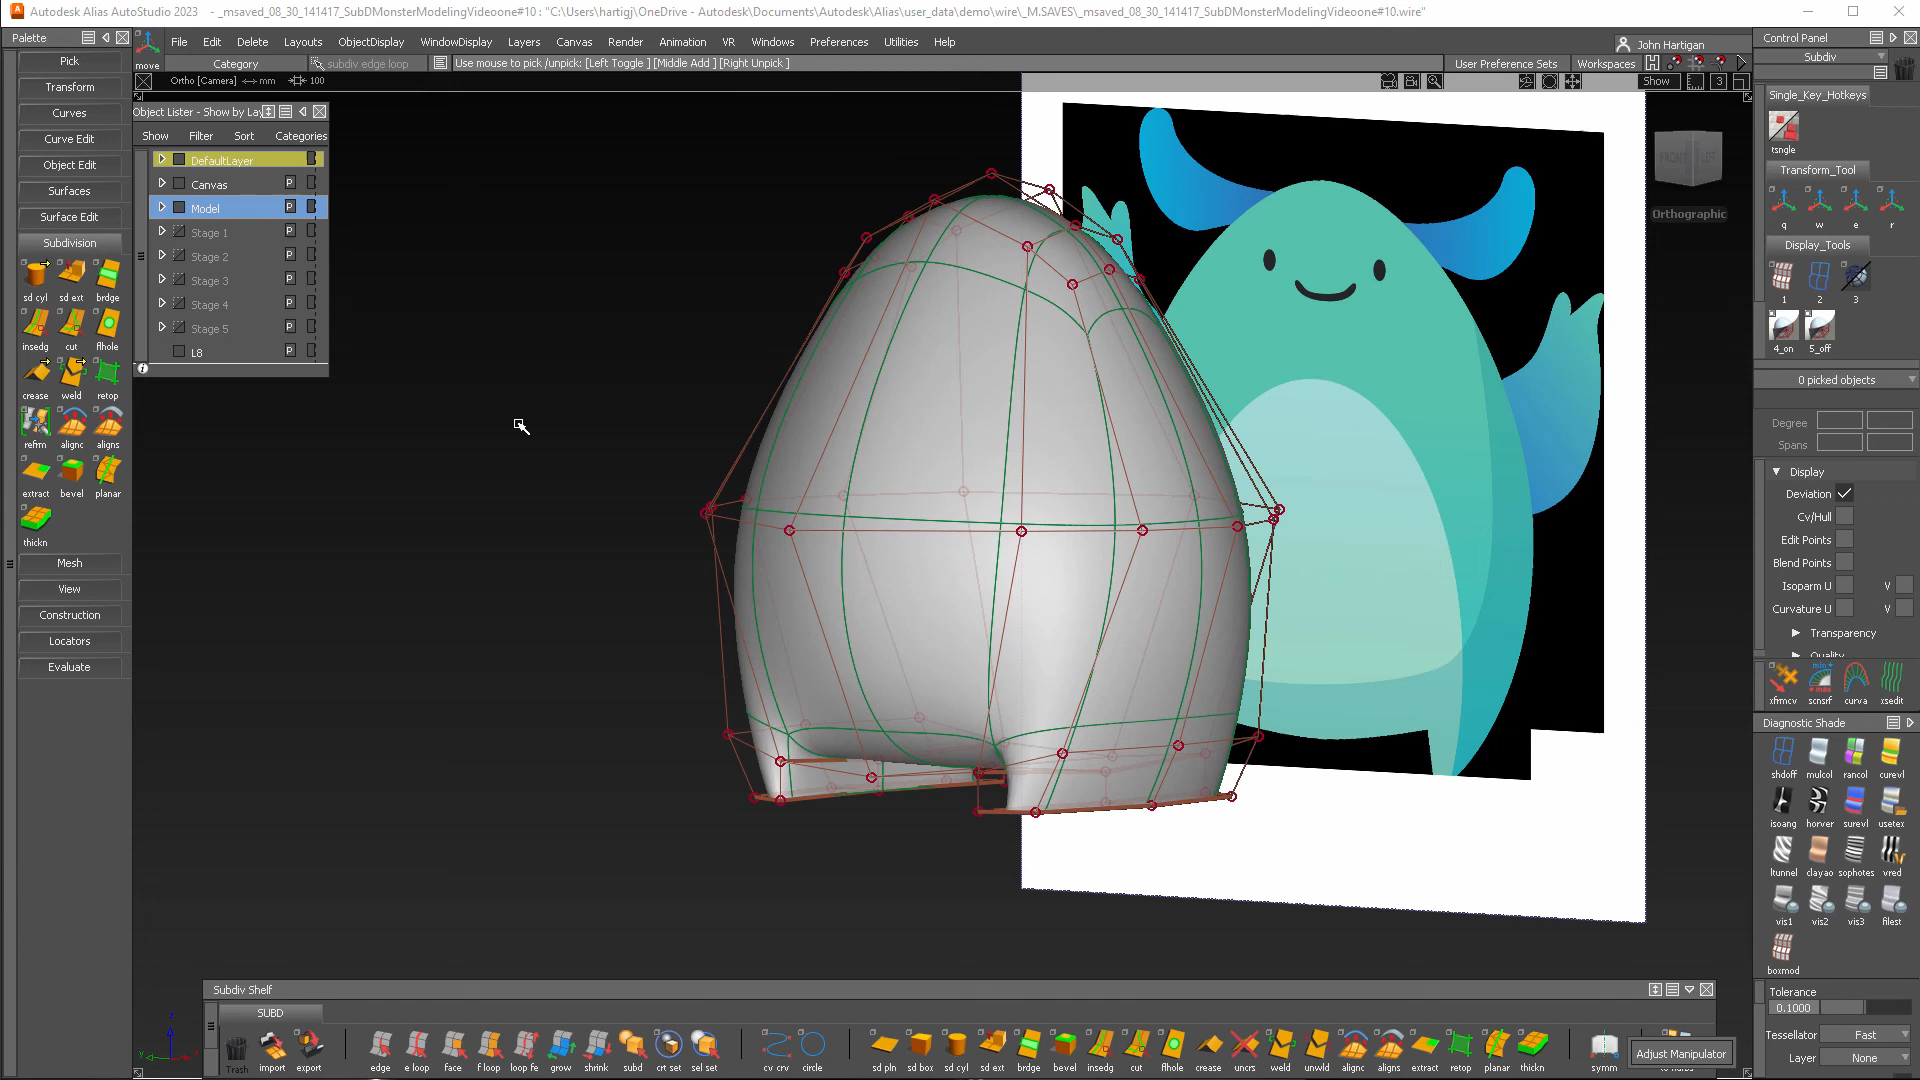 Autodesk Alias AutoStudio 2023   - _msaved_08_30_141417_SubDMonsterModelingVideoone#10 : "C:\Users\hartigj\OneDrive - Autodesk\Documents\Autodesk\Alias\user_data\demo\wire\_M.SAVES\_msaved_08_30_141417_SubDMonsterModelingVideoone#10.wire"
Palette
File Edit Delete Layouts ObjectDisplay WindowDisplay Layers Canvas Render Animation VR Windows Preferences Utilities Help
John Hartigan
Control Panel
move
Category
subdiv edge loop
Use mouse to pick /unpick: [Left Toggle ] [Middle Add ] [Right Unpick ]
User Preference Sets
Workspaces
Subdiv
Ortho [Camera] <-> mm 100
Show
3
Pick
Transform
Curves
Curve Edit
Object Edit
Surfaces
Surface Edit
Subdivision
sd cyl sd ext brdge
insedg cut flhole
crease weld retop
refrm alignc aligns
extract bevel planar
thickn
Mesh
View
Construction
Locators
Evaluate
Object Lister - Show by Lay
Show Filter Sort Categories
DefaultLayer
Canvas P
Model P
Stage 1 P
Stage 2 P
Stage 3 P
Stage 4 P
Stage 5 P
L8 P
FRONT LEFT
Orthographic
Single_Key_Hotkeys
tsngle
Transform_Tool
q w e r
Display_Tools
1 2 3
4_on 5_off
0 picked objects
Degree
Spans
Display
Deviation
Cv/Hull
Edit Points
Blend Points
Isoparm U V
Curvature U V
Transparency
Quality
xfrmcv scnsrf curva xsedit
Diagnostic Shade
shdoff mulcol rancol curevl
isoang horver surevl usetex
ltunnel clayao sophotes vred
vis1 vis2 vis3 filest
boxmod
Tolerance
0.1000
Tessellator Fast
Layer None
z
y
Subdiv Shelf
SUBD
Trash import export edge e loop face f loop loop fe grow shrink subd crt set sel set cv crv circle sd pln sd box sd cyl sd ext brdge bevel insedg cut flhole crease uncrs weld unwld alignc aligns extract retop planar thickn symm
Adjust Manipulator